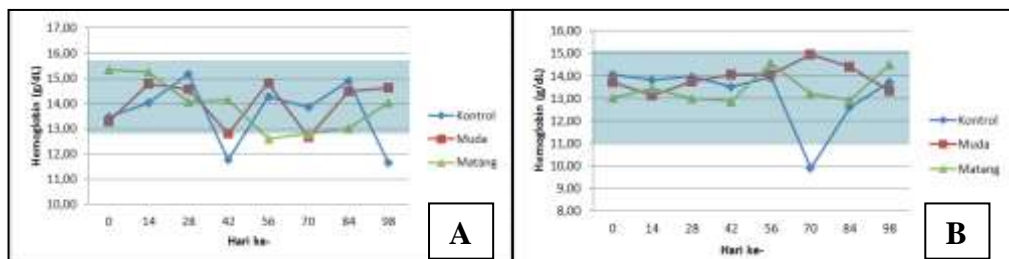 17,00
16,00
15,00
14,00
13,00
12,00
11,00
10,00
Hemoglobin (g/dL)
0 14 28 42 56 70 84 98
Hari ke-
Kontrol
Muda
Matang
A
16,00
15,00
14,00
13,00
12,00
11,00
10,00
9,00
8,00
Hemoglobin (g/dL)
0 14 28 42 56 70 84 98
Hari ke-
Kontrol
Muda
Matang
B